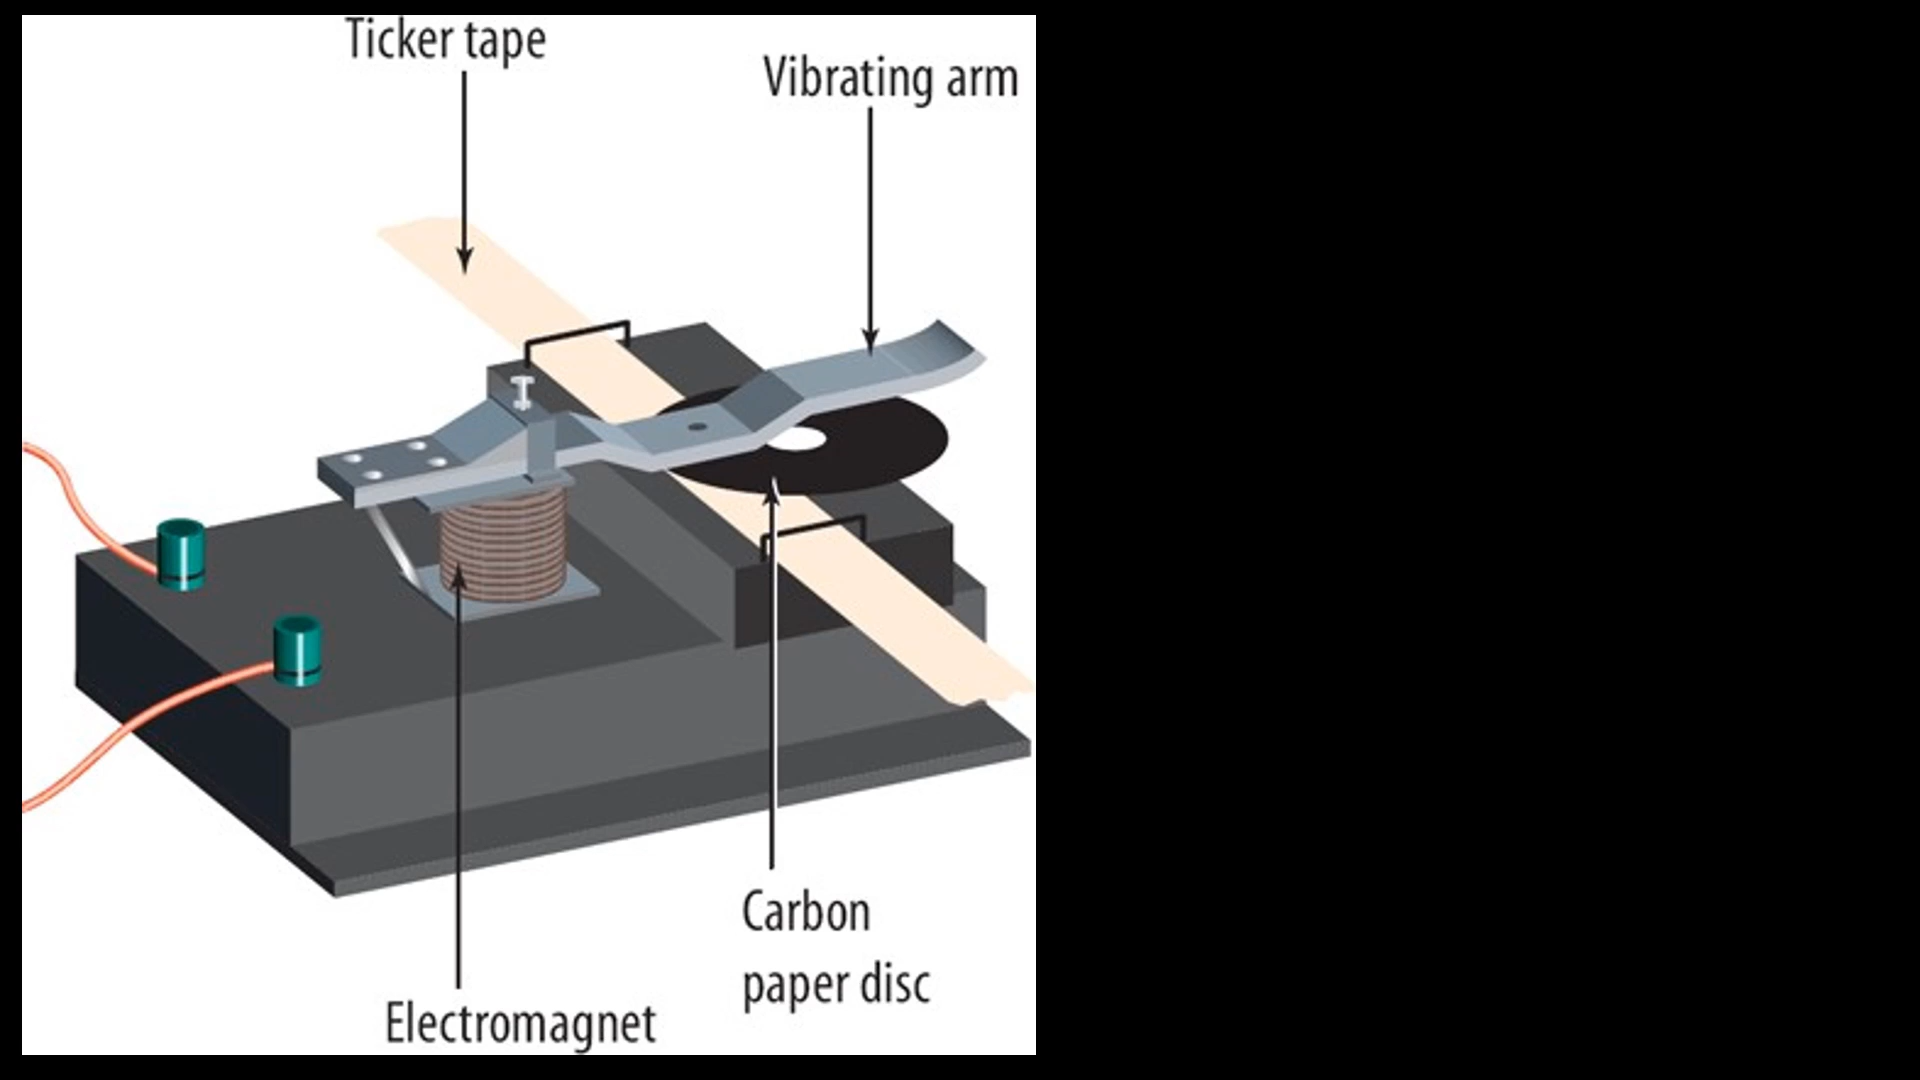 Ticker tape
Vibrating arm
Carbon
paper disc
Electromagnet